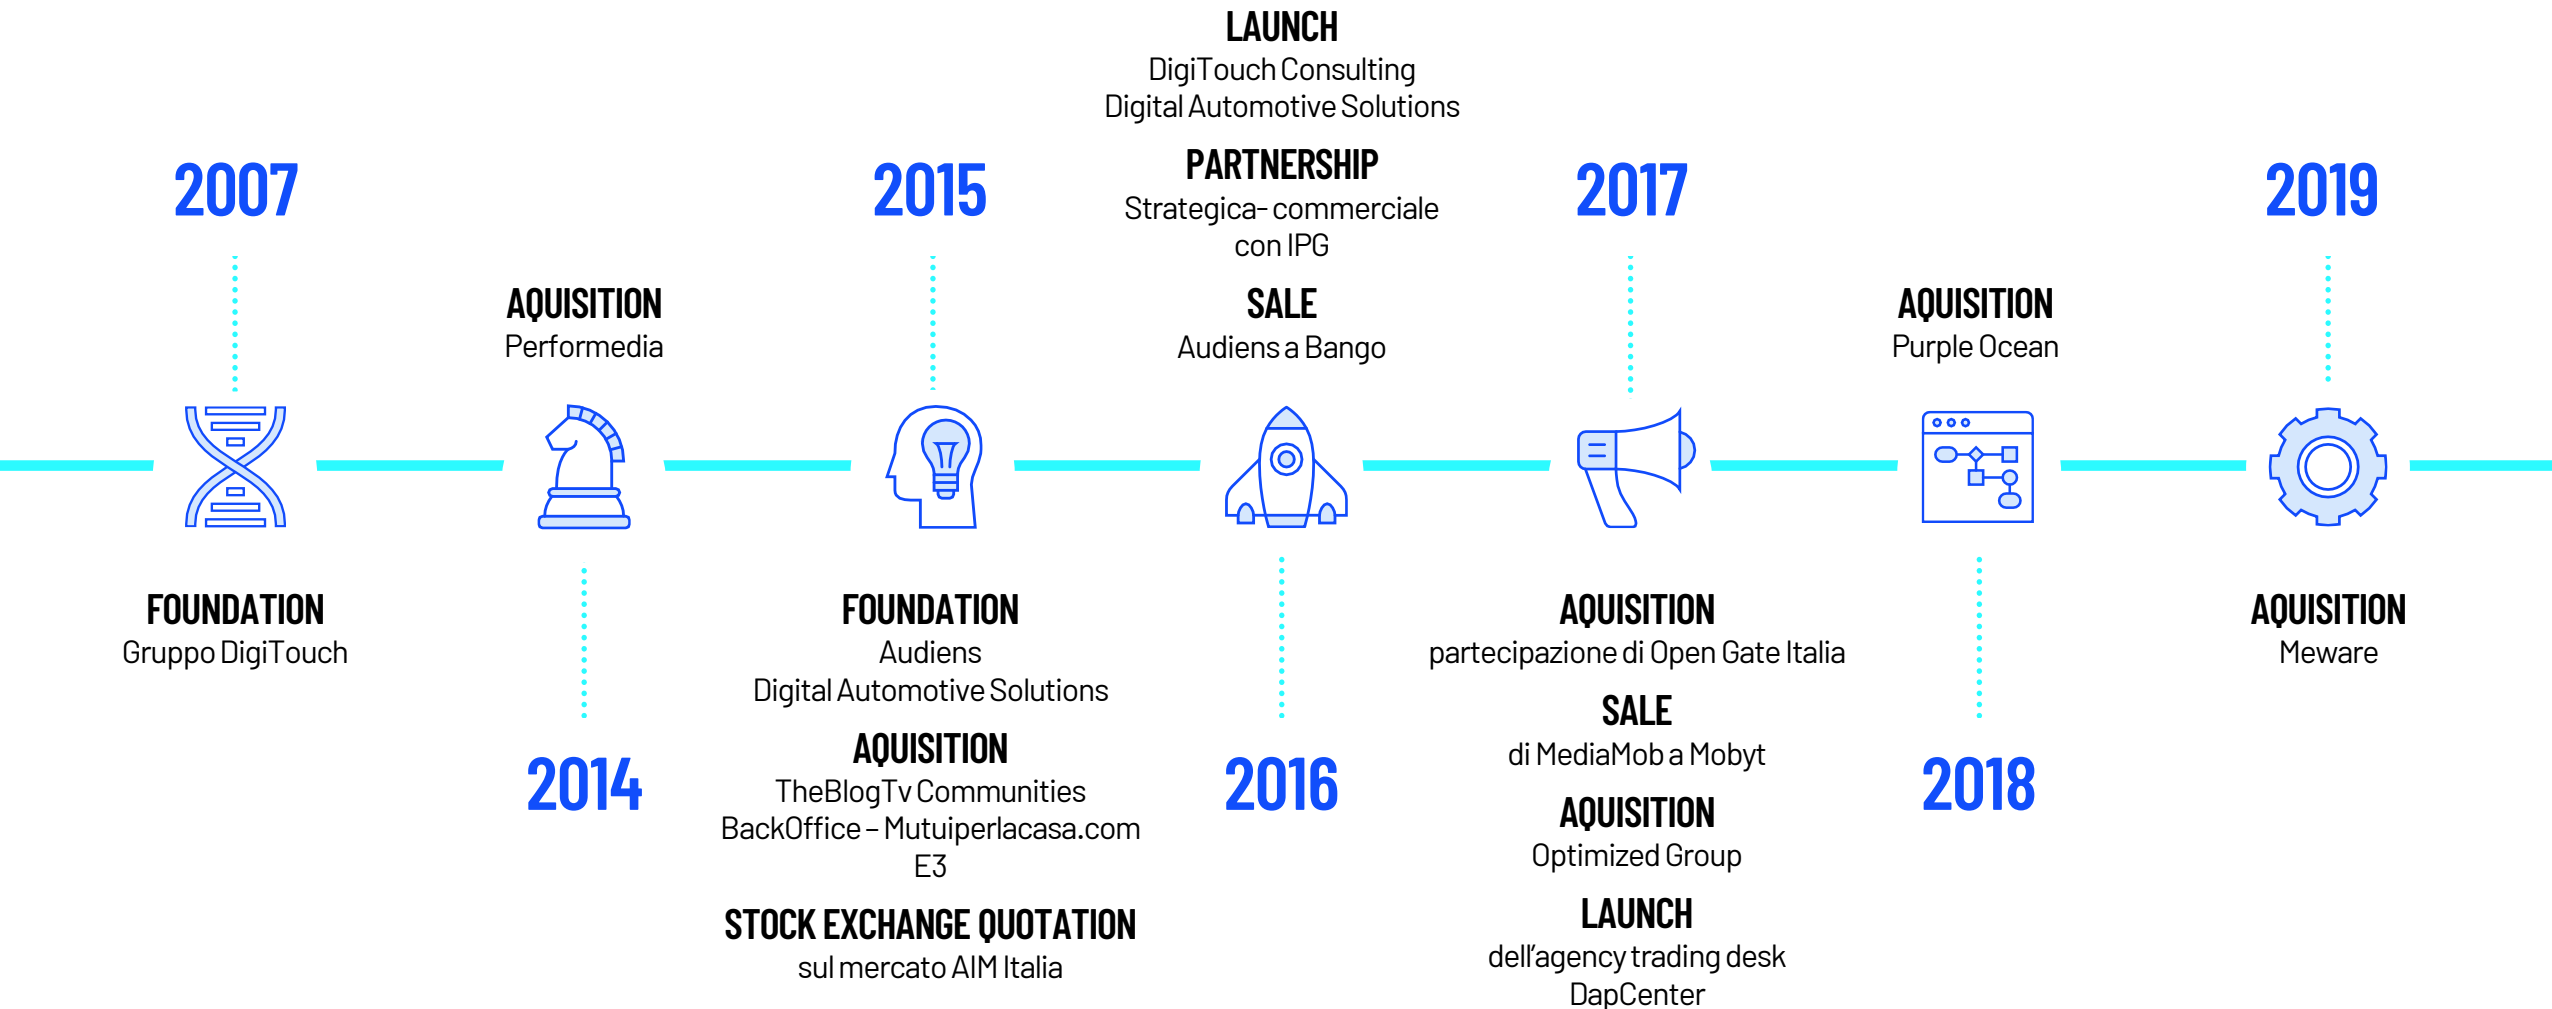 2007
FOUNDATION
Gruppo DigiTouch
AQUISITION
Performedia
2014
2015
FOUNDATION
Audiens
Digital Automotive Solutions
AQUISITION
TheBlogTv Communities
BackOffice – Mutuiperlacasa.com
E3
STOCK EXCHANGE QUOTATION
sul mercato AIM Italia
LAUNCH
DigiTouch Consulting
Digital Automotive Solutions
PARTNERSHIP
Strategica- commerciale
con IPG
SALE
Audiens a Bango
2016
2017
AQUISITION
partecipazione di Open Gate Italia
SALE
di MediaMob a Mobyt
AQUISITION
Optimized Group
LAUNCH
dell’agency trading desk
DapCenter
AQUISITION
Purple Ocean
2018
2019
AQUISITION
Meware